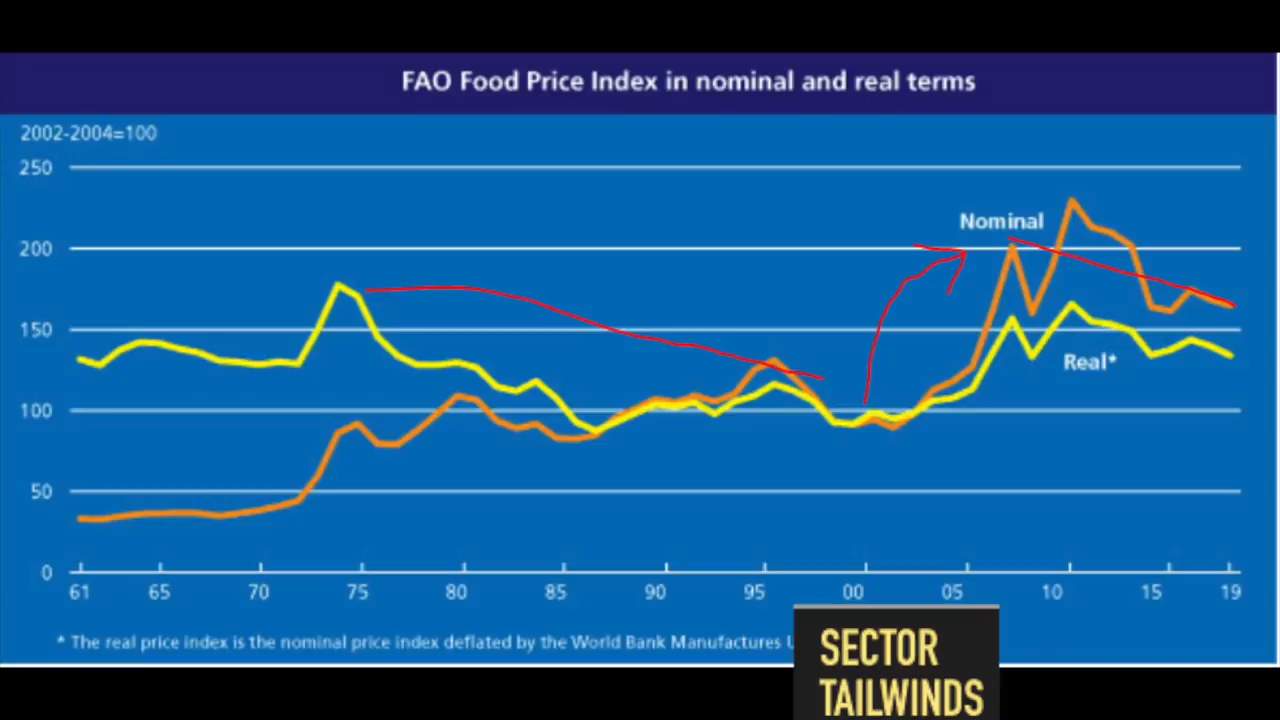 FAO Food Price Index in nominal and real terms
2002-2004=100
250
200
150
100
50
0
Nominal
Real*
61 65 70 75 80 85 90 95 00 05 10 15 19
* The real price index is the nominal price index deflated by the World Bank Manufactures
SECTOR
TAILWINDS